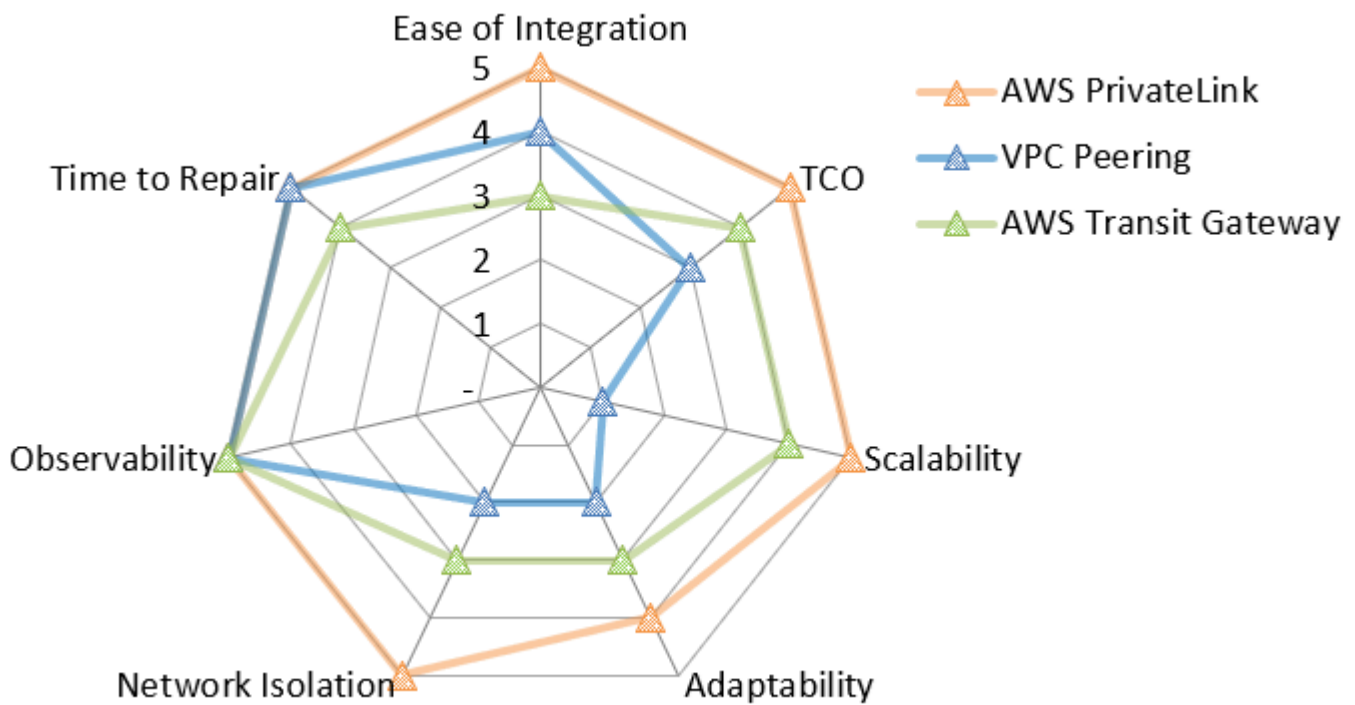 Ease of Integration
5
AWS PrivateLink
4
VPC Peering
Time to Repair
TCO
3
AWS Transit Gateway
2
1
-
Observability
Scalability
Network Isolation
Adaptability